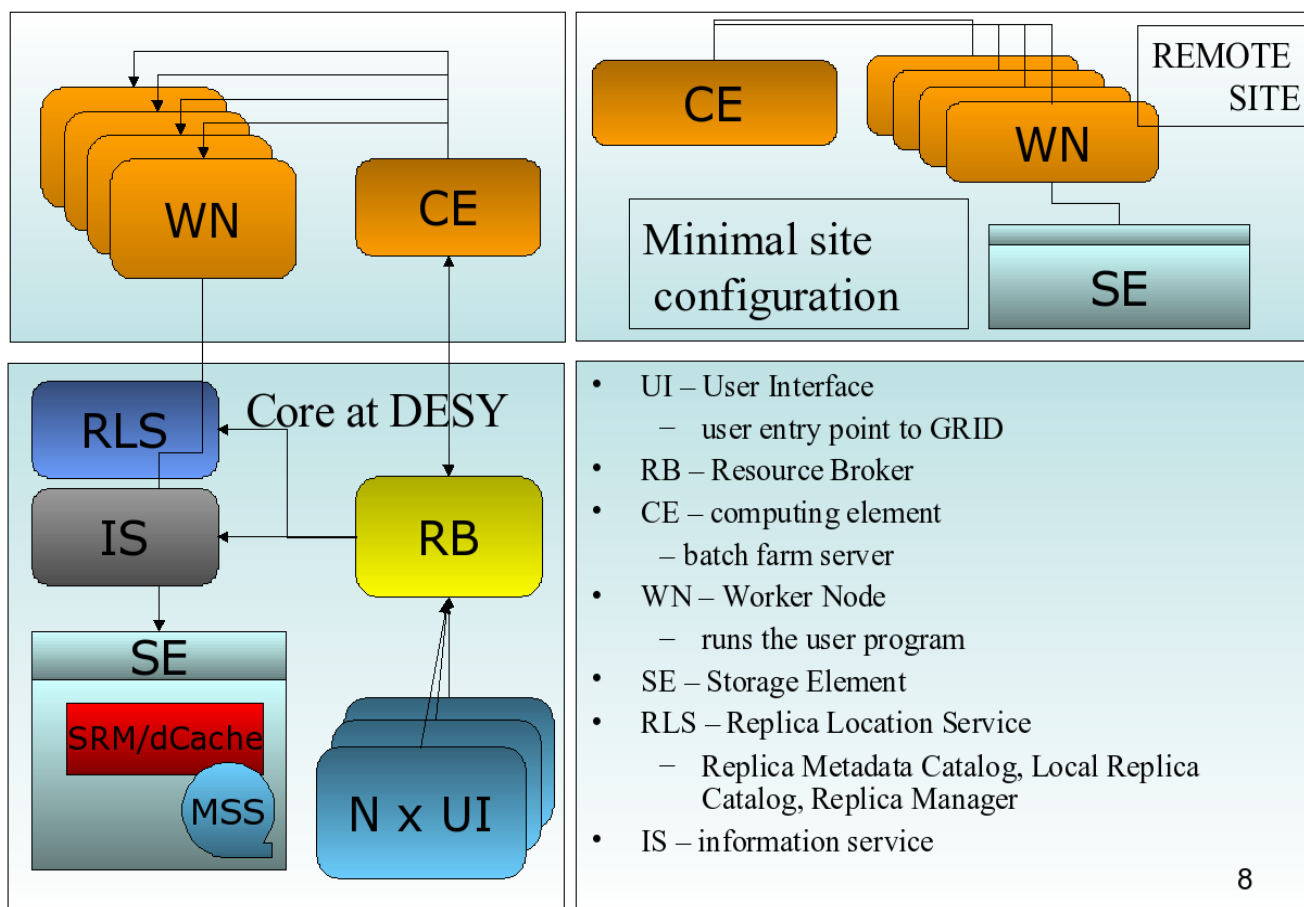 WN
CE
CE
WN
REMOTE
SITE
Minimal site
configuration
SE
RLS
Core at DESY
IS
RB
SE
SRM/dCache
MSS
N x UI
• UI – User Interface
– user entry point to GRID
• RB – Resource Broker
• CE – computing element
– batch farm server
• WN – Worker Node
– runs the user program
• SE – Storage Element
• RLS – Replica Location Service
– Replica Metadata Catalog, Local Replica
Catalog, Replica Manager
• IS – information service
8